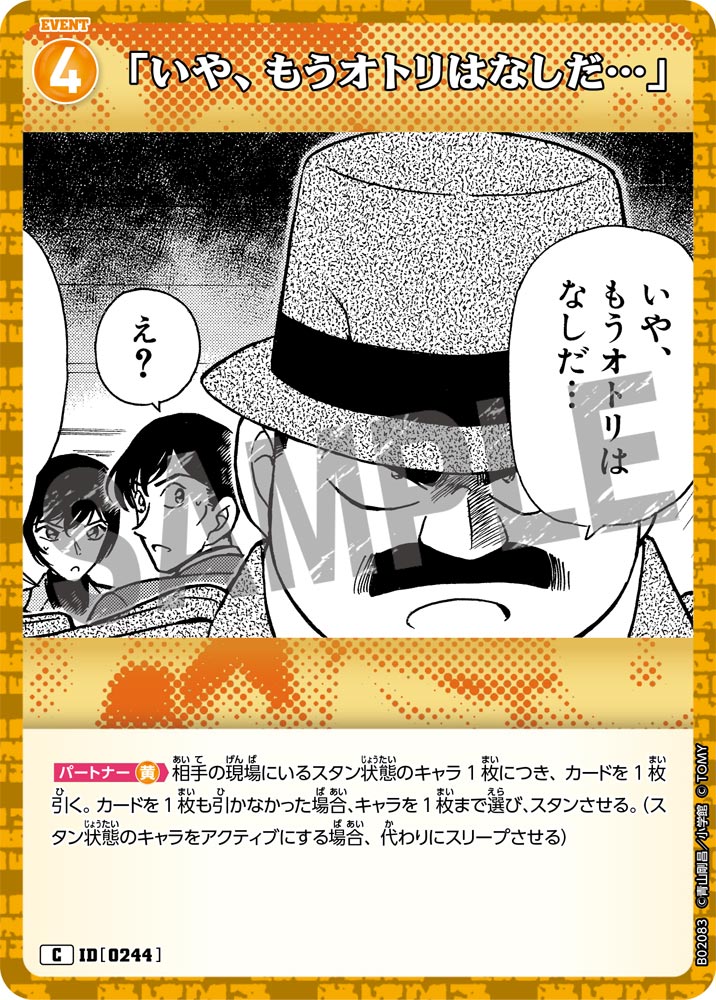 EVENT
4
「いや、もうオトリはなしだ…」
いや、
もうオトリは
なしだ…
え?
SAMPLE
パートナー 黄 相手の現場にいるスタン状態のキャラ1枚につき、カードを1枚
引く。カードを1枚も引かなかった場合、キャラを1枚まで選び、スタンさせる。(ス
タン状態のキャラをアクティブにする場合、代わりにスリープさせる)
C ID[0244]
B02083 ©青山剛昌/小学館 ©TOMY